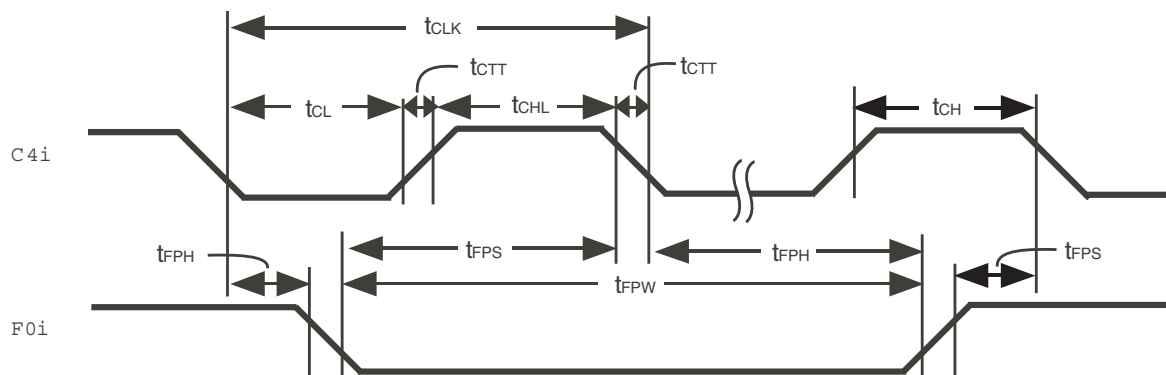 tCLK
tCTT
tCTT
tCL
tCHL
tCH
C4i
tFPH
tFPS
tFPH
tFPS
tFPW
F0i